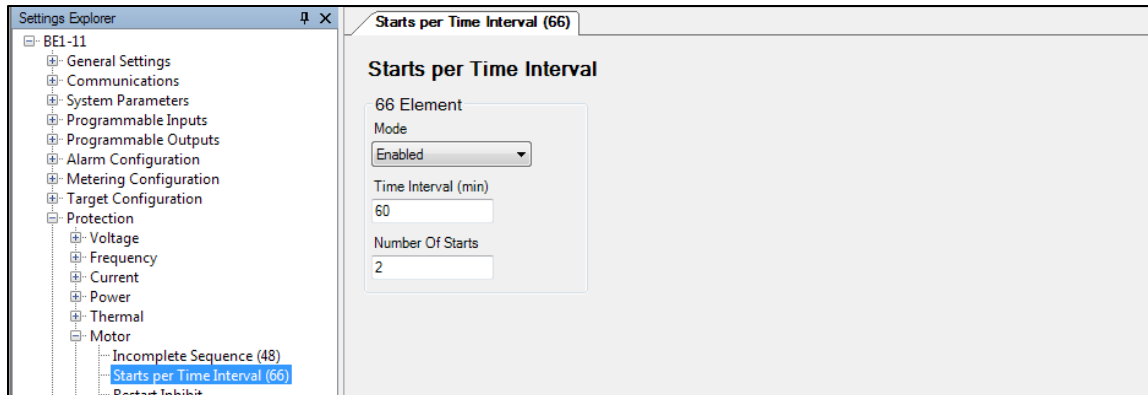 Settings Explorer
BE1-11
General Settings
Communications
System Parameters
Programmable Inputs
Programmable Outputs
Alarm Configuration
Metering Configuration
Target Configuration
Protection
Voltage
Frequency
Current
Power
Thermal
Motor
Incomplete Sequence (48)
Starts per Time Interval (66)
Restart Inhibit
Starts per Time Interval (66)
Starts per Time Interval
66 Element
Mode
Enabled
Time Interval (min)
60
Number Of Starts
2